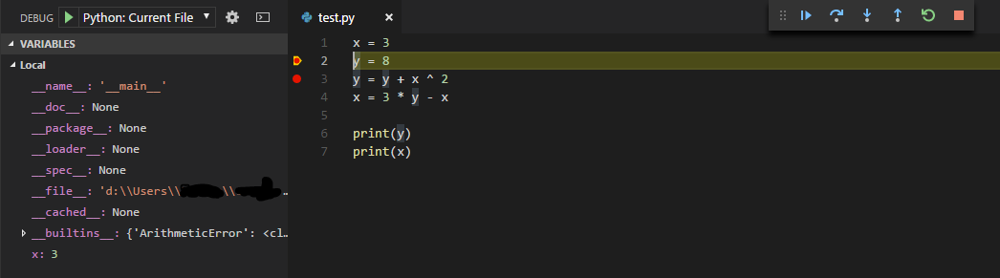 DEBUG Python: Current File
VARIABLES
Local
__name__: '__main__'
__doc__: None
__package__: None
__loader__: None
__spec__: None
__file__: 'd:\\Users\\ \\ …
__cached__: None
__builtins__: {'ArithmeticError': <cl…
x: 3
test.py
1 x = 3
2 y = 8
3 y = y + x ^ 2
4 x = 3 * y - x
5
6 print(y)
7 print(x)